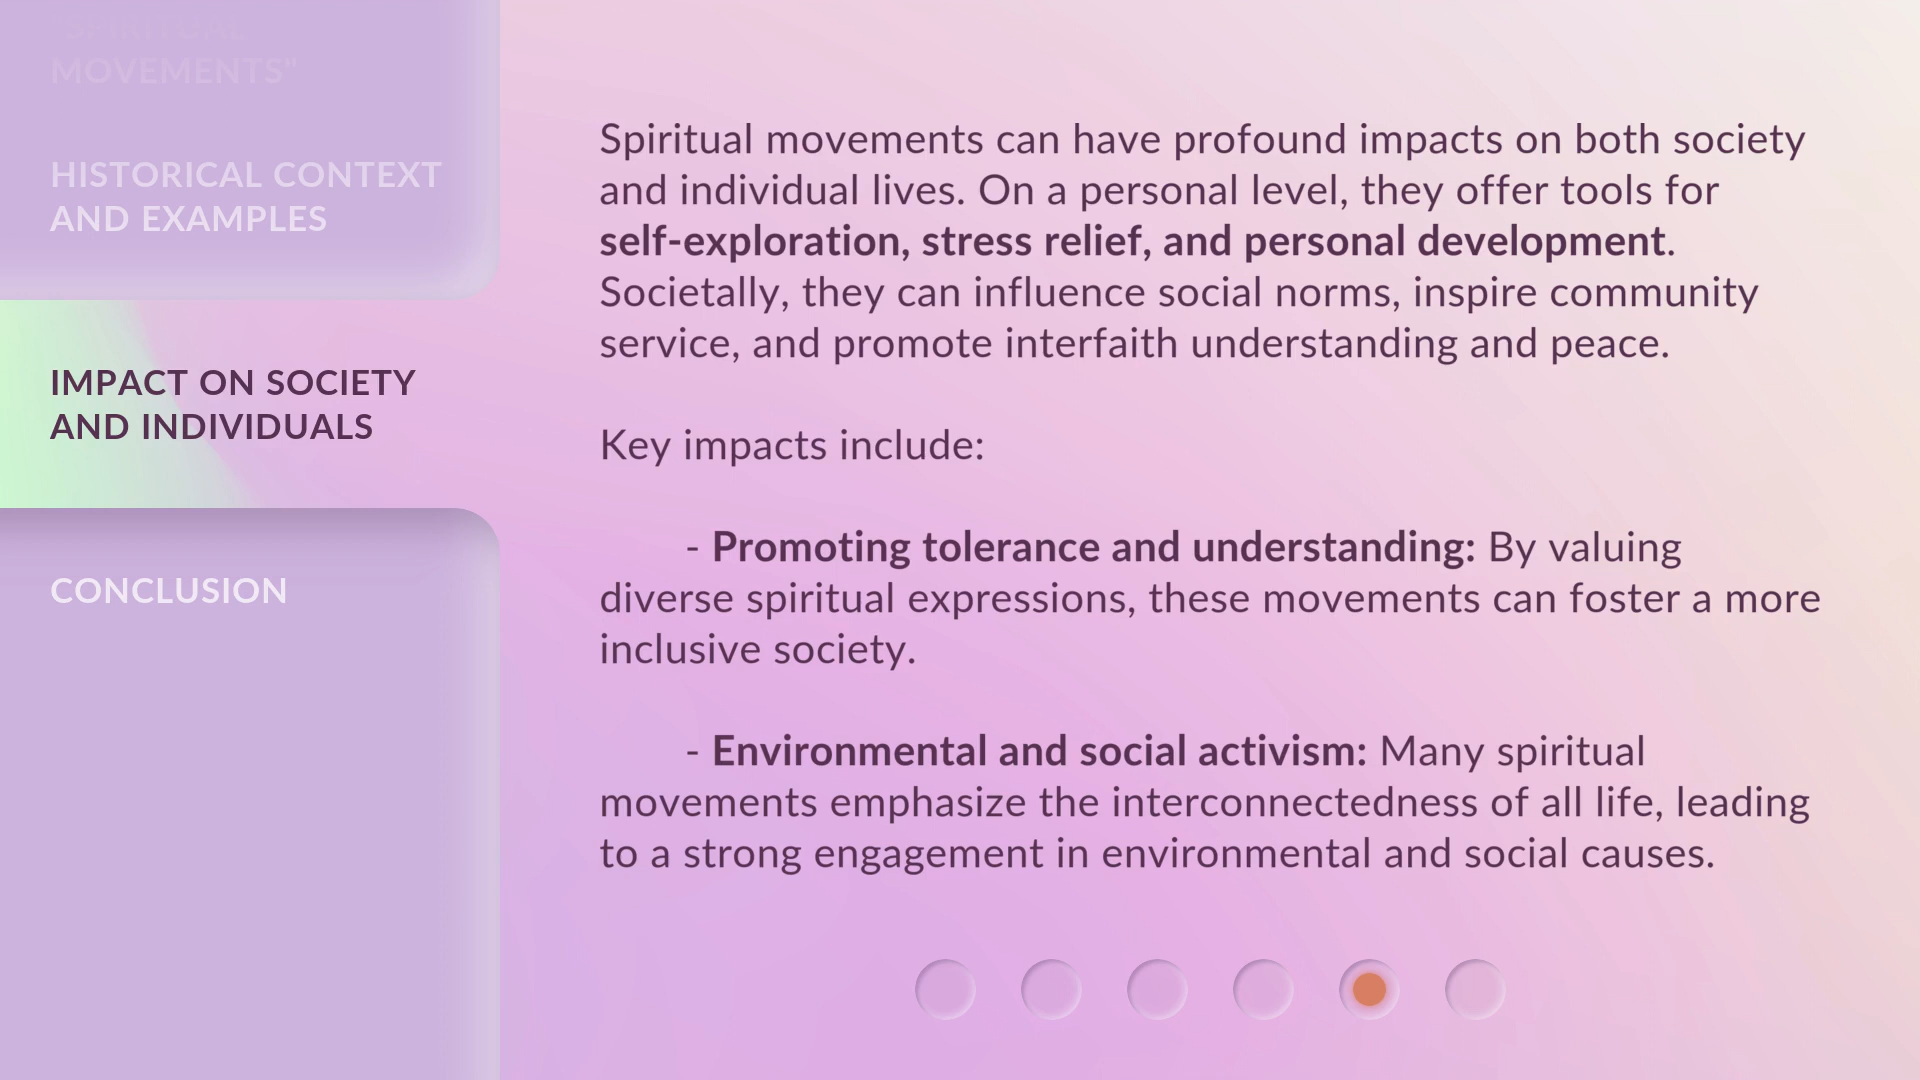 "SPIRITUAL
MOVEMENTS"
HISTORICAL CONTEXT
AND EXAMPLES
IMPACT ON SOCIETY
AND INDIVIDUALS
CONCLUSION
Spiritual movements can have profound impacts on both society
and individual lives. On a personal level, they offer tools for
self-exploration, stress relief, and personal development.
Societally, they can influence social norms, inspire community
service, and promote interfaith understanding and peace.
Key impacts include:
- Promoting tolerance and understanding: By valuing
diverse spiritual expressions, these movements can foster a more
inclusive society.
- Environmental and social activism: Many spiritual
movements emphasize the interconnectedness of all life, leading
to a strong engagement in environmental and social causes.